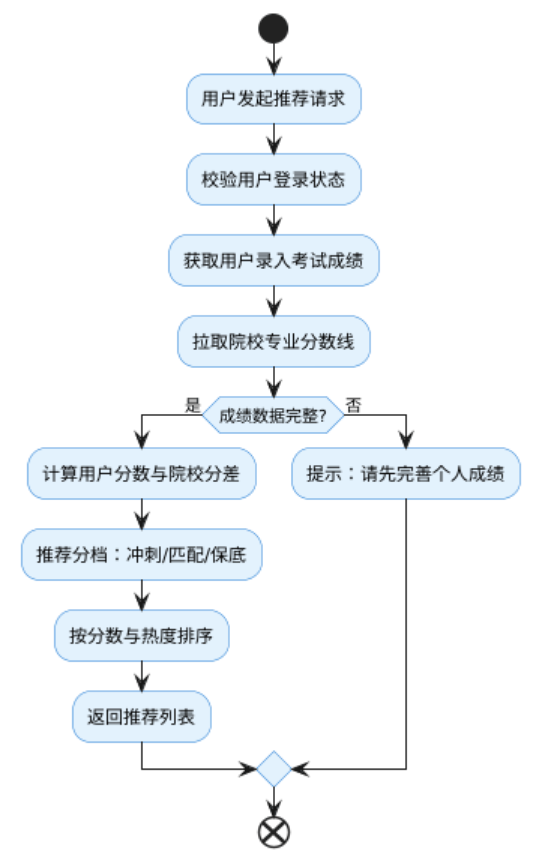 用户发起推荐请求
校验用户登录状态
获取用户录入考试成绩
拉取院校专业分数线
是
成绩数据完整?
否
计算用户分数与院校分差
提示：请先完善个人成绩
推荐分档：冲刺/匹配/保底
按分数与热度排序
返回推荐列表